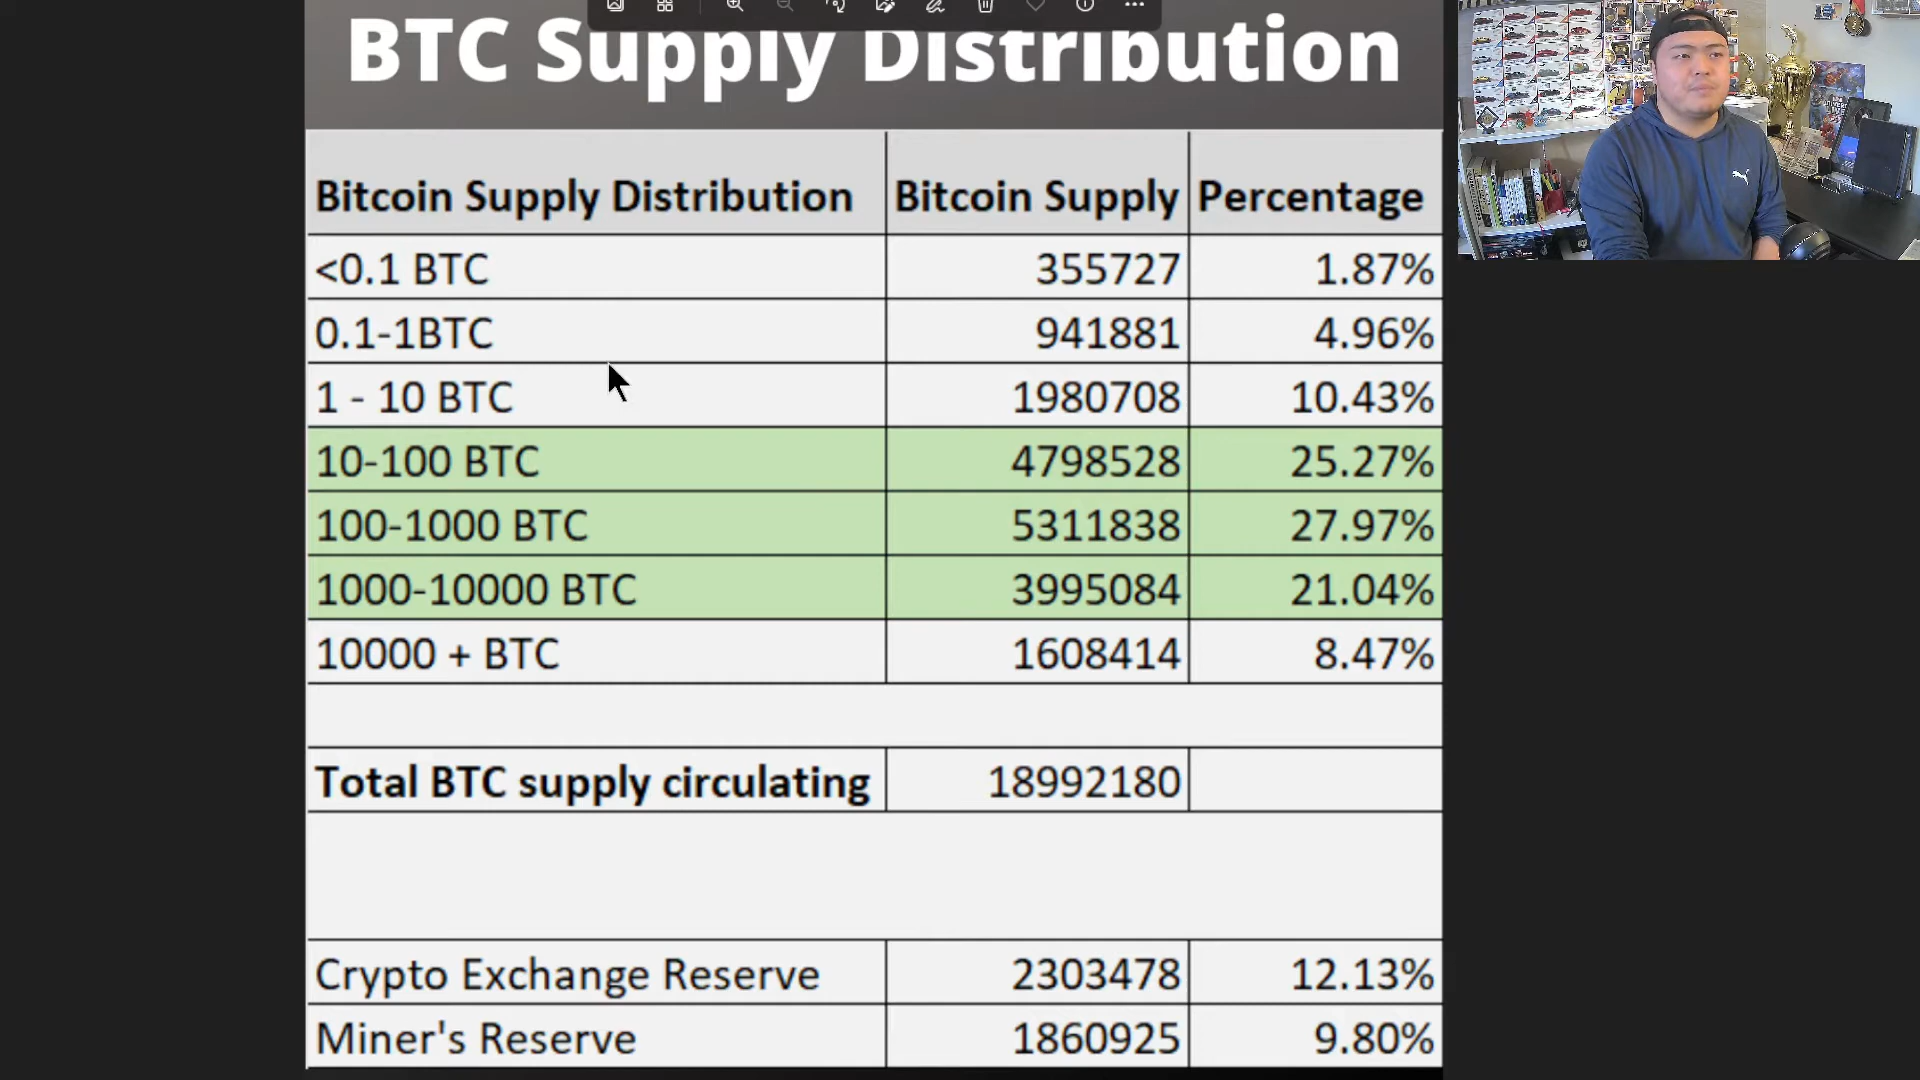 BTC Supply Distribution
Bitcoin Supply Distribution Bitcoin Supply Percentage
<0.1 BTC 355727 1.87%
0.1-1BTC 941881 4.96%
1 - 10 BTC 1980708 10.43%
10-100 BTC 4798528 25.27%
100-1000 BTC 5311838 27.97%
1000-10000 BTC 3995084 21.04%
10000 + BTC 1608414 8.47%
Total BTC supply circulating 18992180
Crypto Exchange Reserve 2303478 12.13%
Miner's Reserve 1860925 9.80%